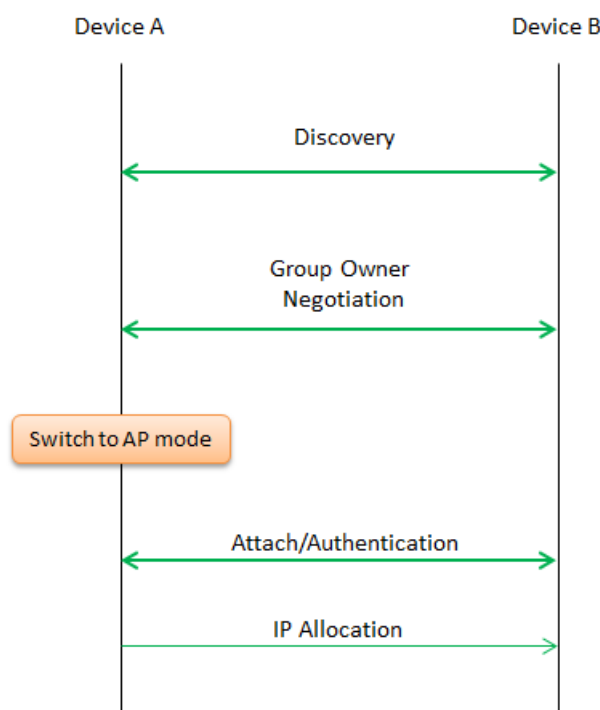 Device A
Device B
Discovery
Group Owner
Negotiation
Switch to AP mode
Attach/Authentication
IP Allocation